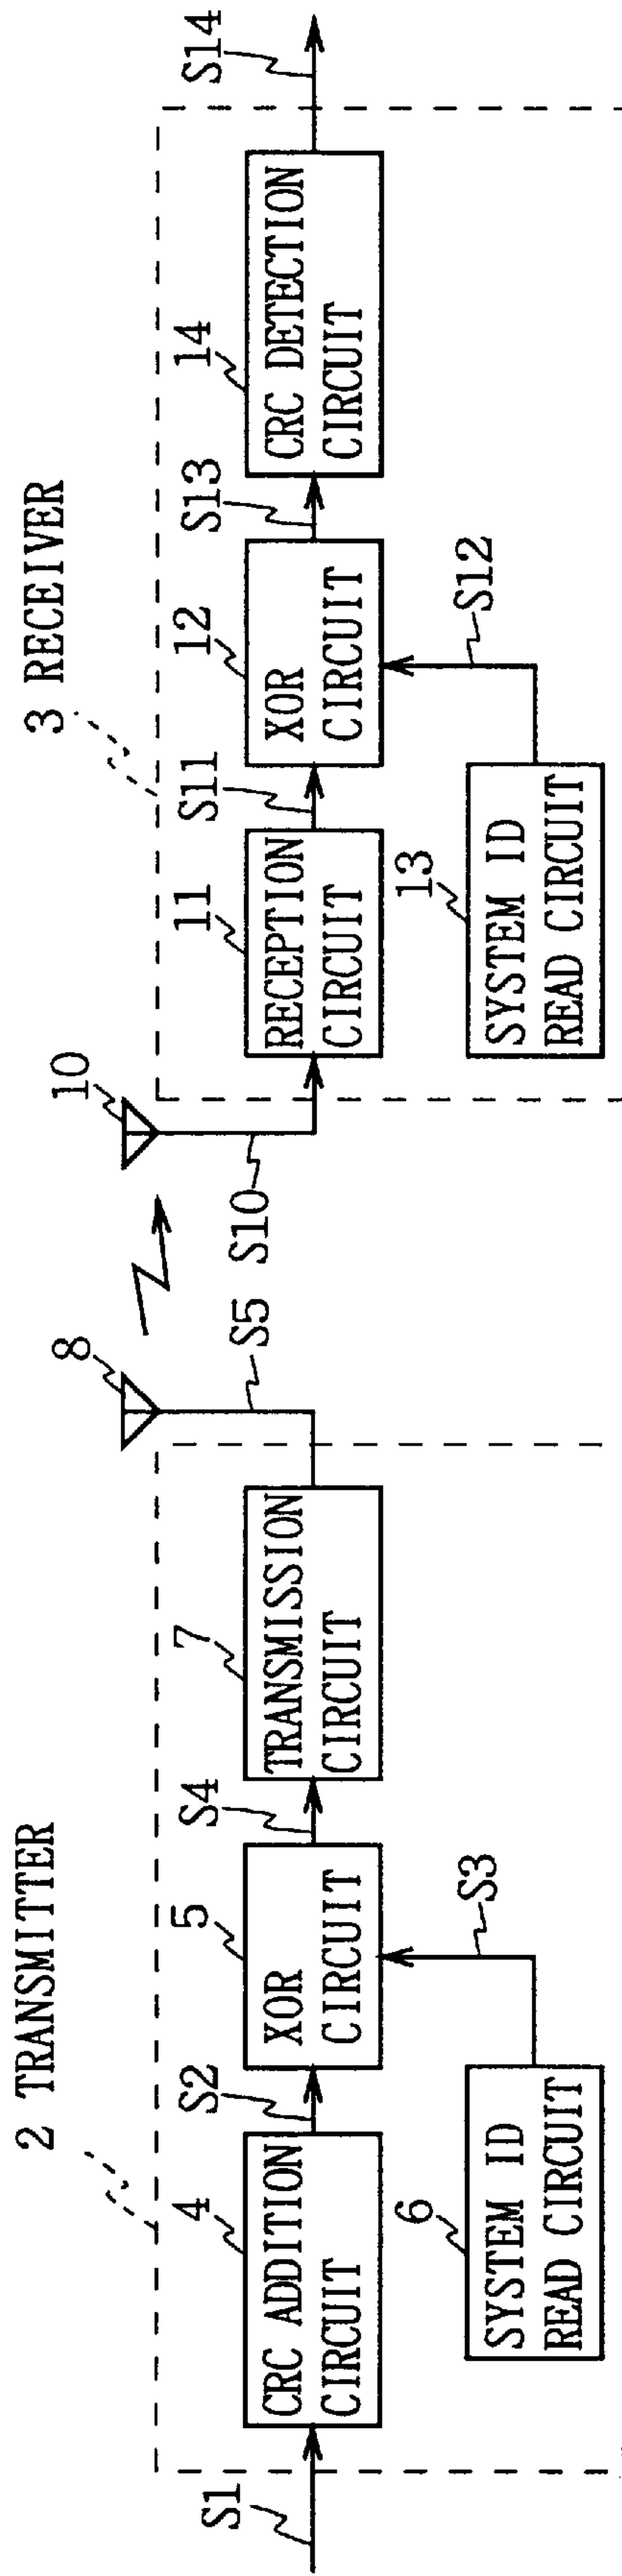 2 TRANSMITTER
3 RECEIVER
S1
4
CRC ADDITION
CIRCUIT
S2
5
XOR
CIRCUIT
S4
7
TRANSMISSION
CIRCUIT
8
S5
6
SYSTEM ID
READ CIRCUIT
S3
10
S10
11
RECEPTION
CIRCUIT
S11
12
XOR
CIRCUIT
S13
14
CRC DETECTION
CIRCUIT
S14
13
SYSTEM ID
READ CIRCUIT
S12